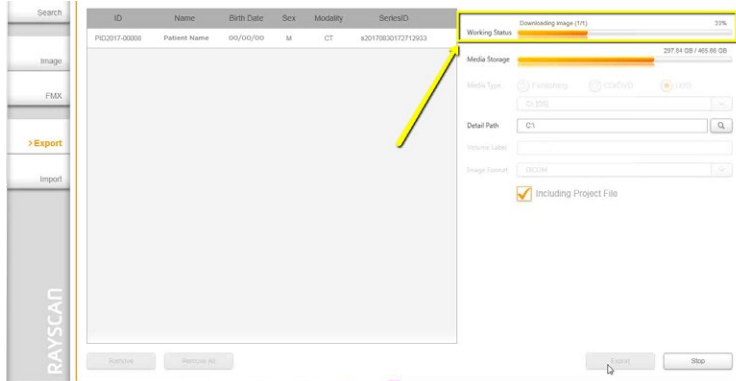 Search
Image
FMX
>Export
Import
RAYSCAN
ID Name Birth Date Sex Modality SeriesID
PID2017-00008 Patient Name 00/00/00 M CT s20170830172712933
Remove Remove All
Downloading image (1/1) 33%
Working Status
297.84 GB / 465.66 GB
Media Storage
Media Type Publishing CD/DVD USB
Detail Path C:\
Volume Label
Image Format DICOM
Including Project File
Export Stop